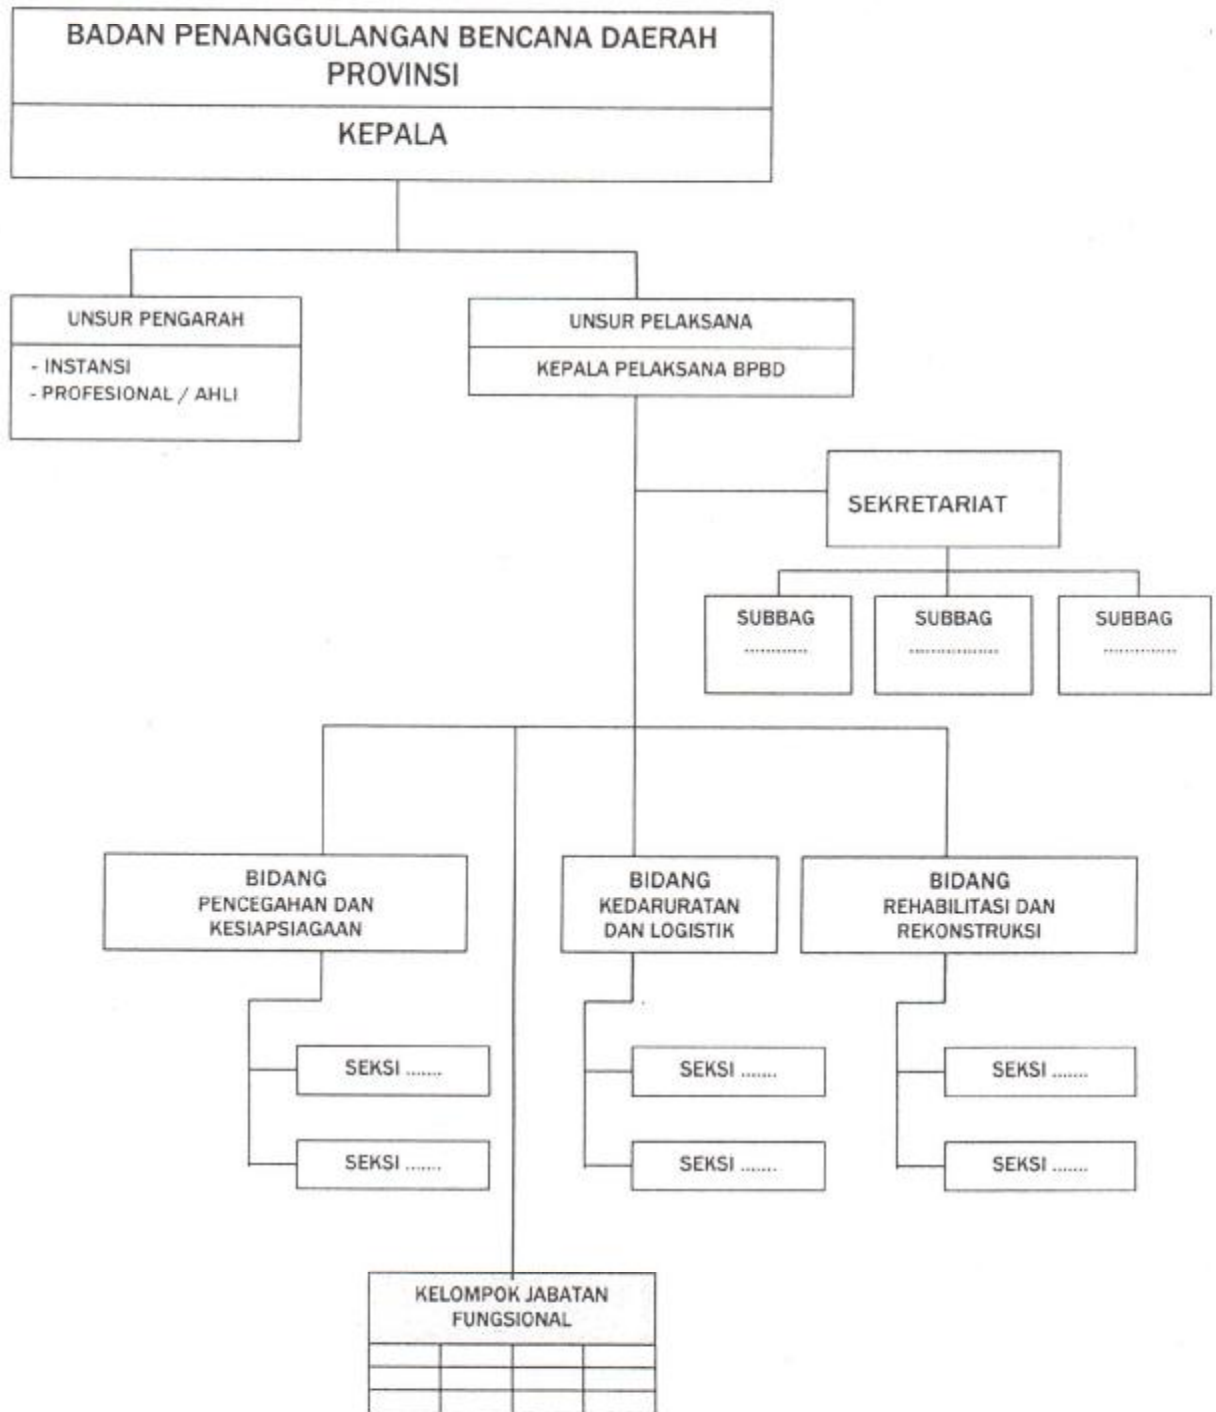 BADAN PENANGGULANGAN BENCANA DAERAH
PROVINSI
KEPALA
UNSUR PENGARAH
- INSTANSI
- PROFESIONAL / AHLI
UNSUR PELAKSANA
KEPALA PELAKSANA BPBD
SEKRETARIAT
SUBBAG
.............
SUBBAG
..................
SUBBAG
...............
BIDANG
PENCEGAHAN DAN
KESIAPSIAGAAN
BIDANG
KEDARURATAN
DAN LOGISTIK
BIDANG
REHABILITASI DAN
REKONSTRUKSI
SEKSI .......
SEKSI .......
SEKSI .......
SEKSI .......
SEKSI .......
SEKSI .......
KELOMPOK JABATAN
FUNGSIONAL